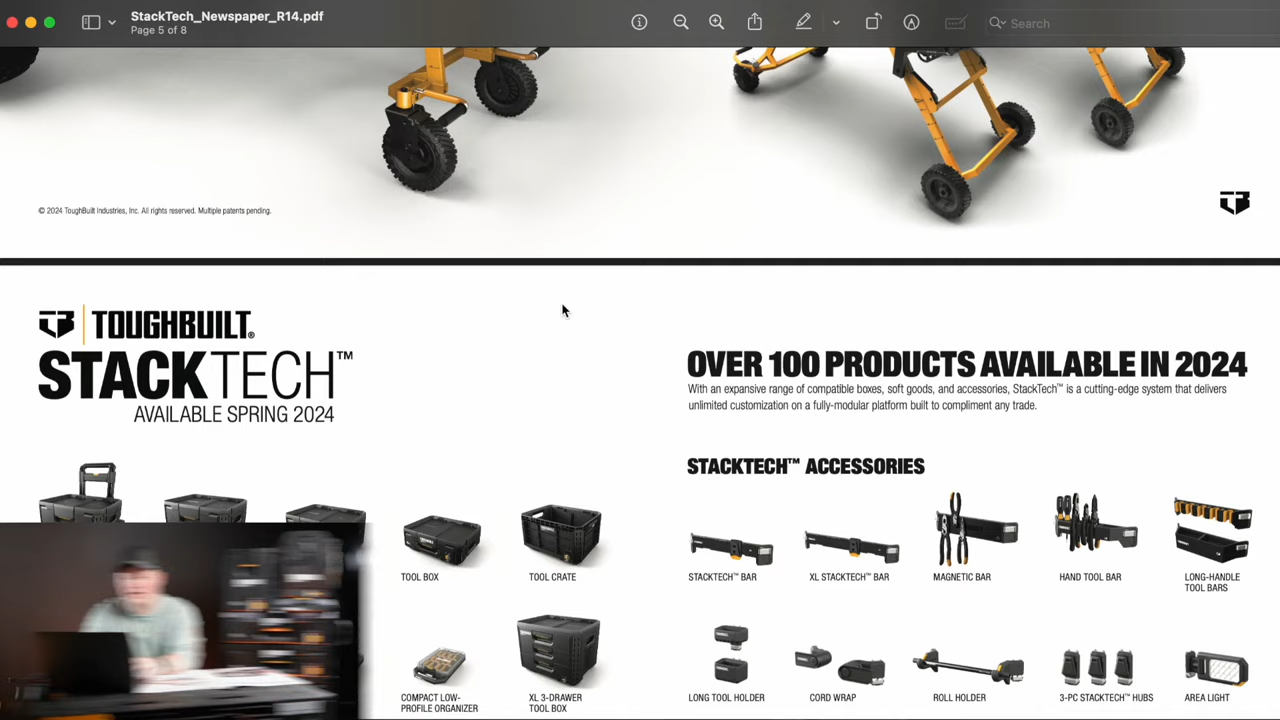 StackTech_Newspaper_R14.pdf
Page 5 of 8
Search
© 2024 ToughBuilt Industries, Inc. All rights reserved. Multiple patents pending.
TOUGHBUILT®
STACKTECH™
AVAILABLE SPRING 2024
OVER 100 PRODUCTS AVAILABLE IN 2024
With an expansive range of compatible boxes, soft goods, and accessories, StackTech™ is a cutting-edge system that delivers
unlimited customization on a fully-modular platform built to compliment any trade.
STACKTECH™ ACCESSORIES
TOOL BOX
TOOL CRATE
STACKTECH™ BAR
XL STACKTECH™ BAR
MAGNETIC BAR
HAND TOOL BAR
LONG-HANDLE
TOOL BARS
COMPACT LOW-
PROFILE ORGANIZER
XL 3-DRAWER
TOOL BOX
LONG TOOL HOLDER
CORD WRAP
ROLL HOLDER
3-PC STACKTECH™ HUBS
AREA LIGHT